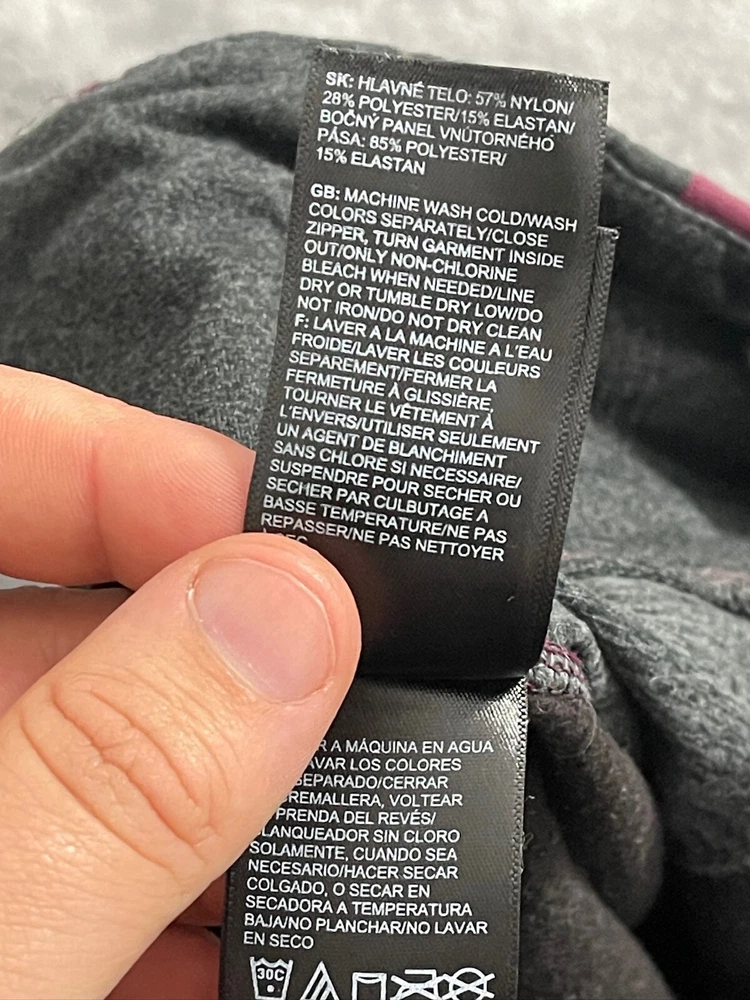 SK: HLAVNÉ TELO: 57% NYLON/
28% POLYESTER/15% ELASTAN/
BOČNÝ PANEL VNÚTORNÉHO
PÁSA: 85% POLYESTER/
15% ELASTAN
GB: MACHINE WASH COLD/WASH
COLORS SEPARATELY/CLOSE
ZIPPER, TURN GARMENT INSIDE
OUT/ONLY NON-CHLORINE
BLEACH WHEN NEEDED/LINE
DRY OR TUMBLE DRY LOW/DO
NOT IRON/DO NOT DRY CLEAN
F: LAVER A LA MACHINE A L'EAU
FROIDE/LAVER LES COULEURS
SEPAREMENT/FERMER LA
FERMETURE À GLISSIÈRE,
TOURNER LE VÊTEMENT À
L'ENVERS/UTILISER SEULEMENT
UN AGENT DE BLANCHIMENT
SANS CHLORE SI NECESSAIRE/
SUSPENDRE POUR SECHER OU
SECHER PAR CULBUTAGE A
BASSE TEMPERATURE/NE PAS
REPASSER/NE PAS NETTOYER
A MÁQUINA EN AGUA
LOS COLORES
SEPARADO/CERRAR
CREMALLERA, VOLTEAR
PRENDA DEL REVÉS/
BLANQUEADOR SIN CLORO
SOLAMENTE, CUANDO SEA
NECESARIO/HACER SECAR
COLGADO, O SECAR EN
SECADORA A TEMPERATURA
BAJA/NO PLANCHAR/NO LAVAR
EN SECO
30C